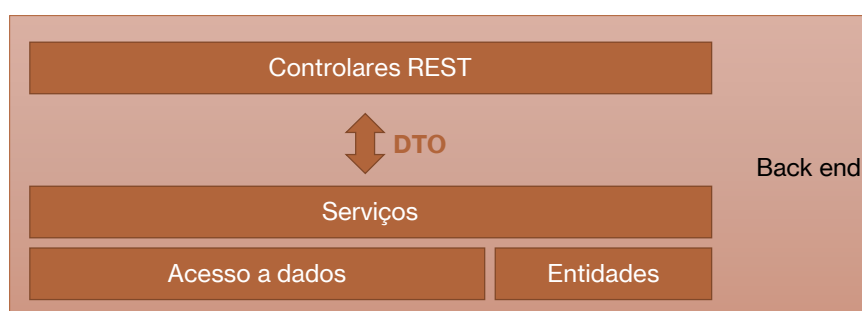 Controlares REST
DTO
Back end
Serviços
Acesso a dados
Entidades